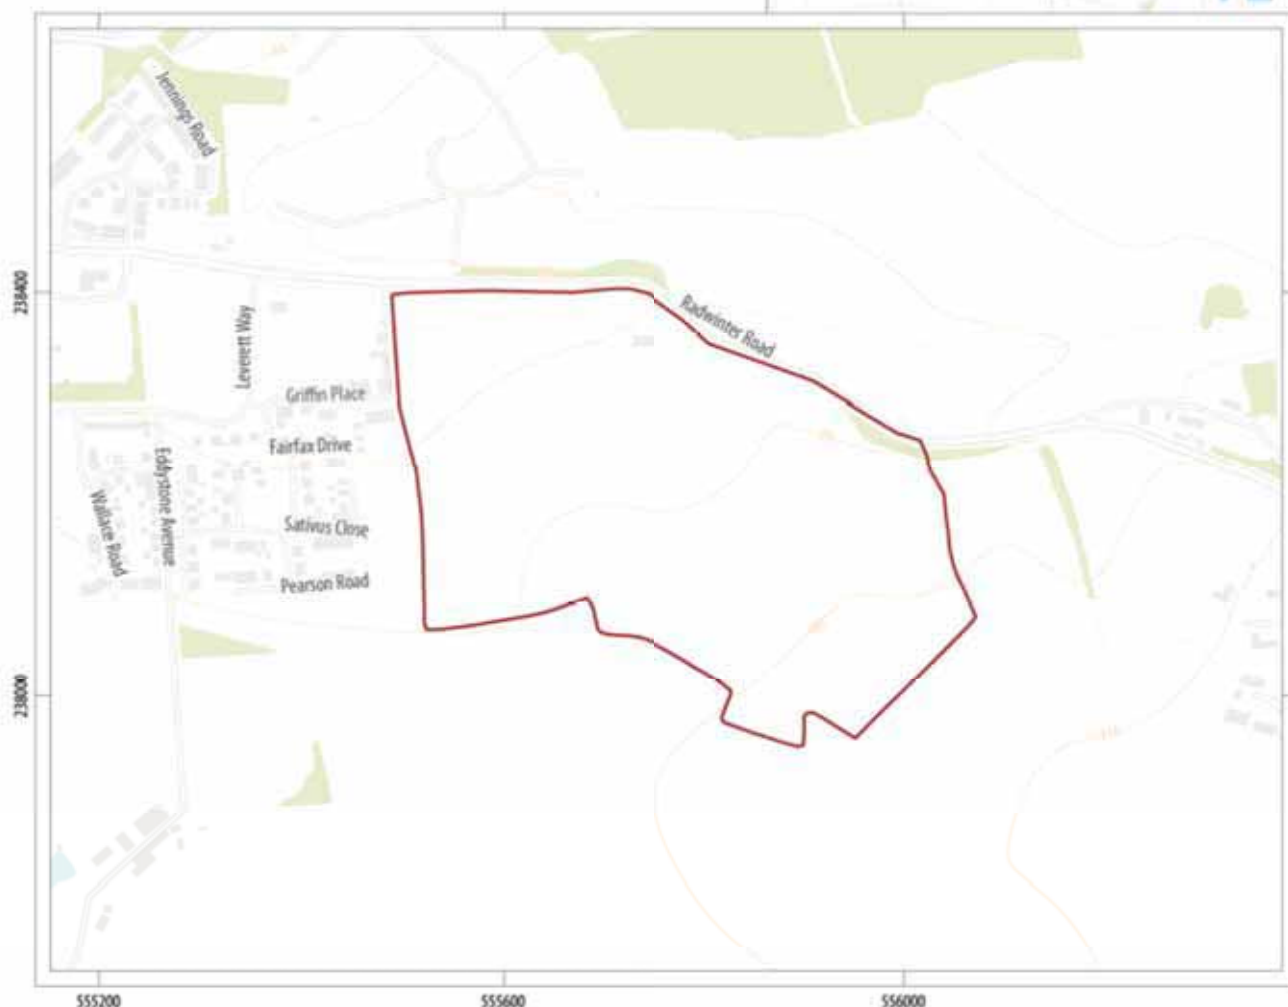 Jennings Road
238400
Leverett Way
Radwinter Road
Griffin Place
Fairfax Drive
Eddystone Avenue
Wallace Road
Sativus Close
Pearson Road
238000
555200
555600
556000